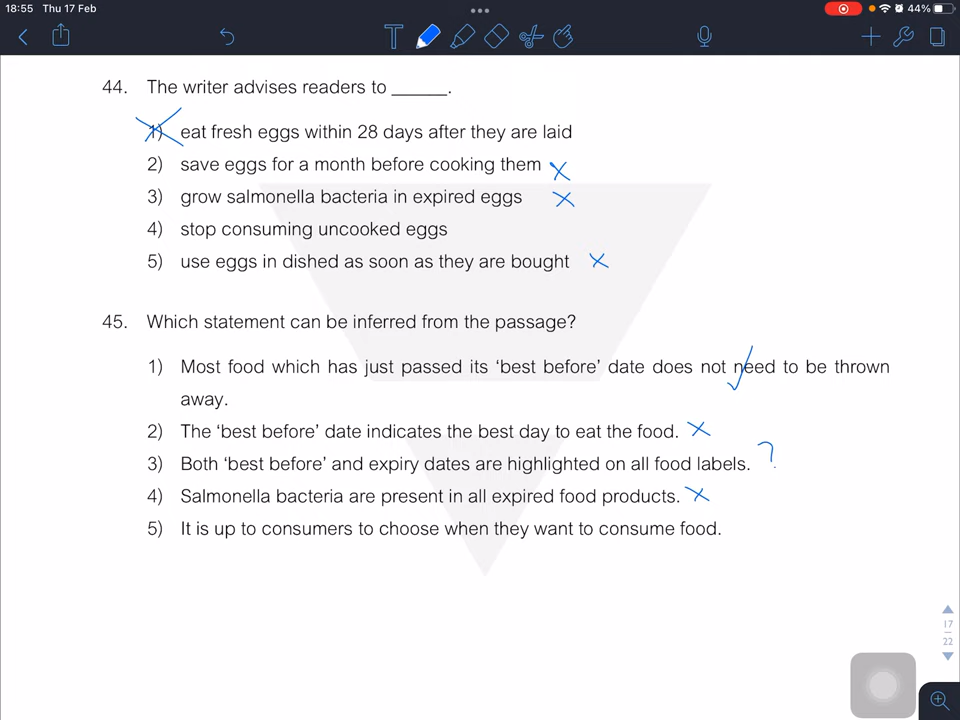 18:55 Thu 17 Feb 44%
T
44. The writer advises readers to ______.
1) eat fresh eggs within 28 days after they are laid
2) save eggs for a month before cooking them
3) grow salmonella bacteria in expired eggs
4) stop consuming uncooked eggs
5) use eggs in dished as soon as they are bought
45. Which statement can be inferred from the passage?
1) Most food which has just passed its ‘best before’ date does not need to be thrown
away.
2) The ‘best before’ date indicates the best day to eat the food.
3) Both ‘best before’ and expiry dates are highlighted on all food labels. ?
4) Salmonella bacteria are present in all expired food products.
5) It is up to consumers to choose when they want to consume food.
17
22